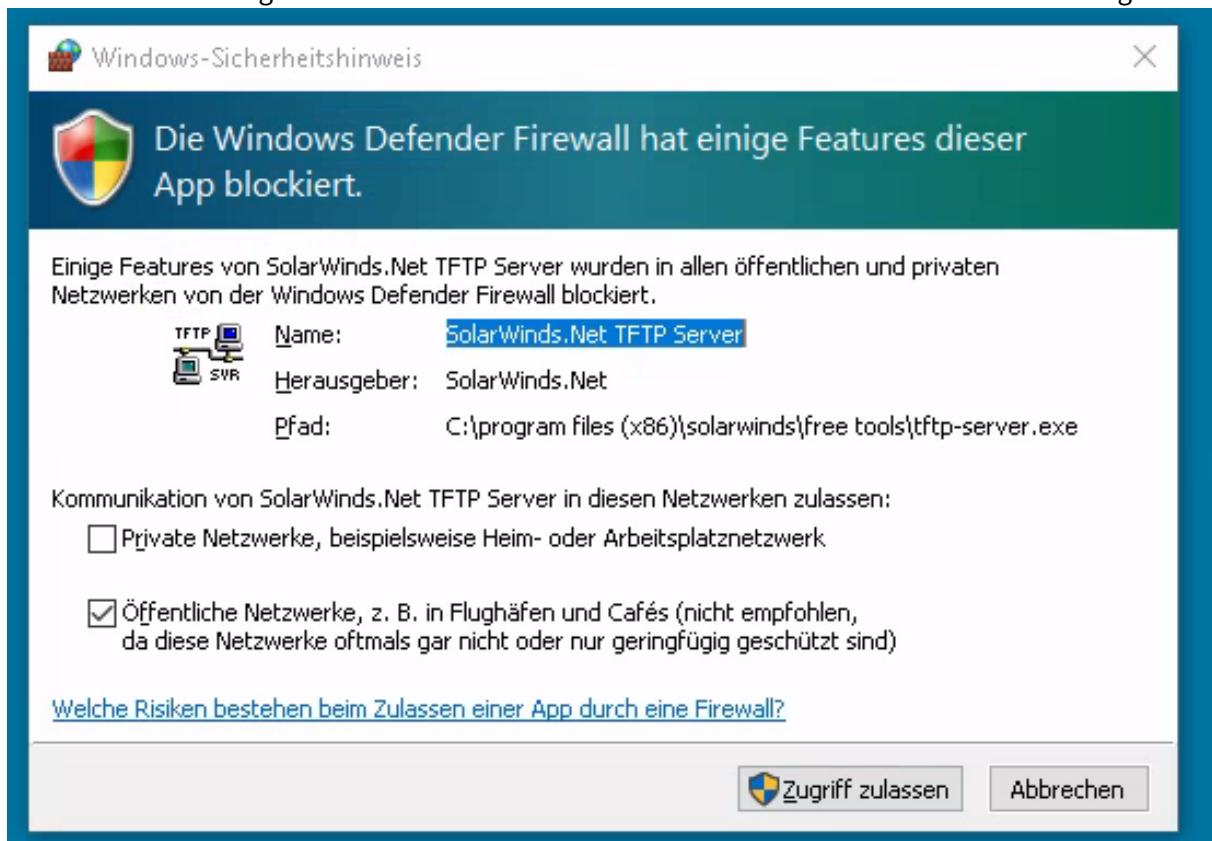 Windows-Sicherheitshinweis
Die Windows Defender Firewall hat einige Features dieser
App blockiert.
Einige Features von SolarWinds.Net TFTP Server wurden in allen öffentlichen und privaten
Netzwerken von der Windows Defender Firewall blockiert.
TFTP
SVR
Name: SolarWinds.Net TFTP Server
Herausgeber: SolarWinds.Net
Pfad: C:\program files (x86)\solarwinds\free tools\tftp-server.exe
Kommunikation von SolarWinds.Net TFTP Server in diesen Netzwerken zulassen:
Private Netzwerke, beispielsweise Heim- oder Arbeitsplatznetzwerk
Öffentliche Netzwerke, z. B. in Flughäfen und Cafés (nicht empfohlen,
da diese Netzwerke oftmals gar nicht oder nur geringfügig geschützt sind)
Welche Risiken bestehen beim Zulassen einer App durch eine Firewall?
Zugriff zulassen
Abbrechen